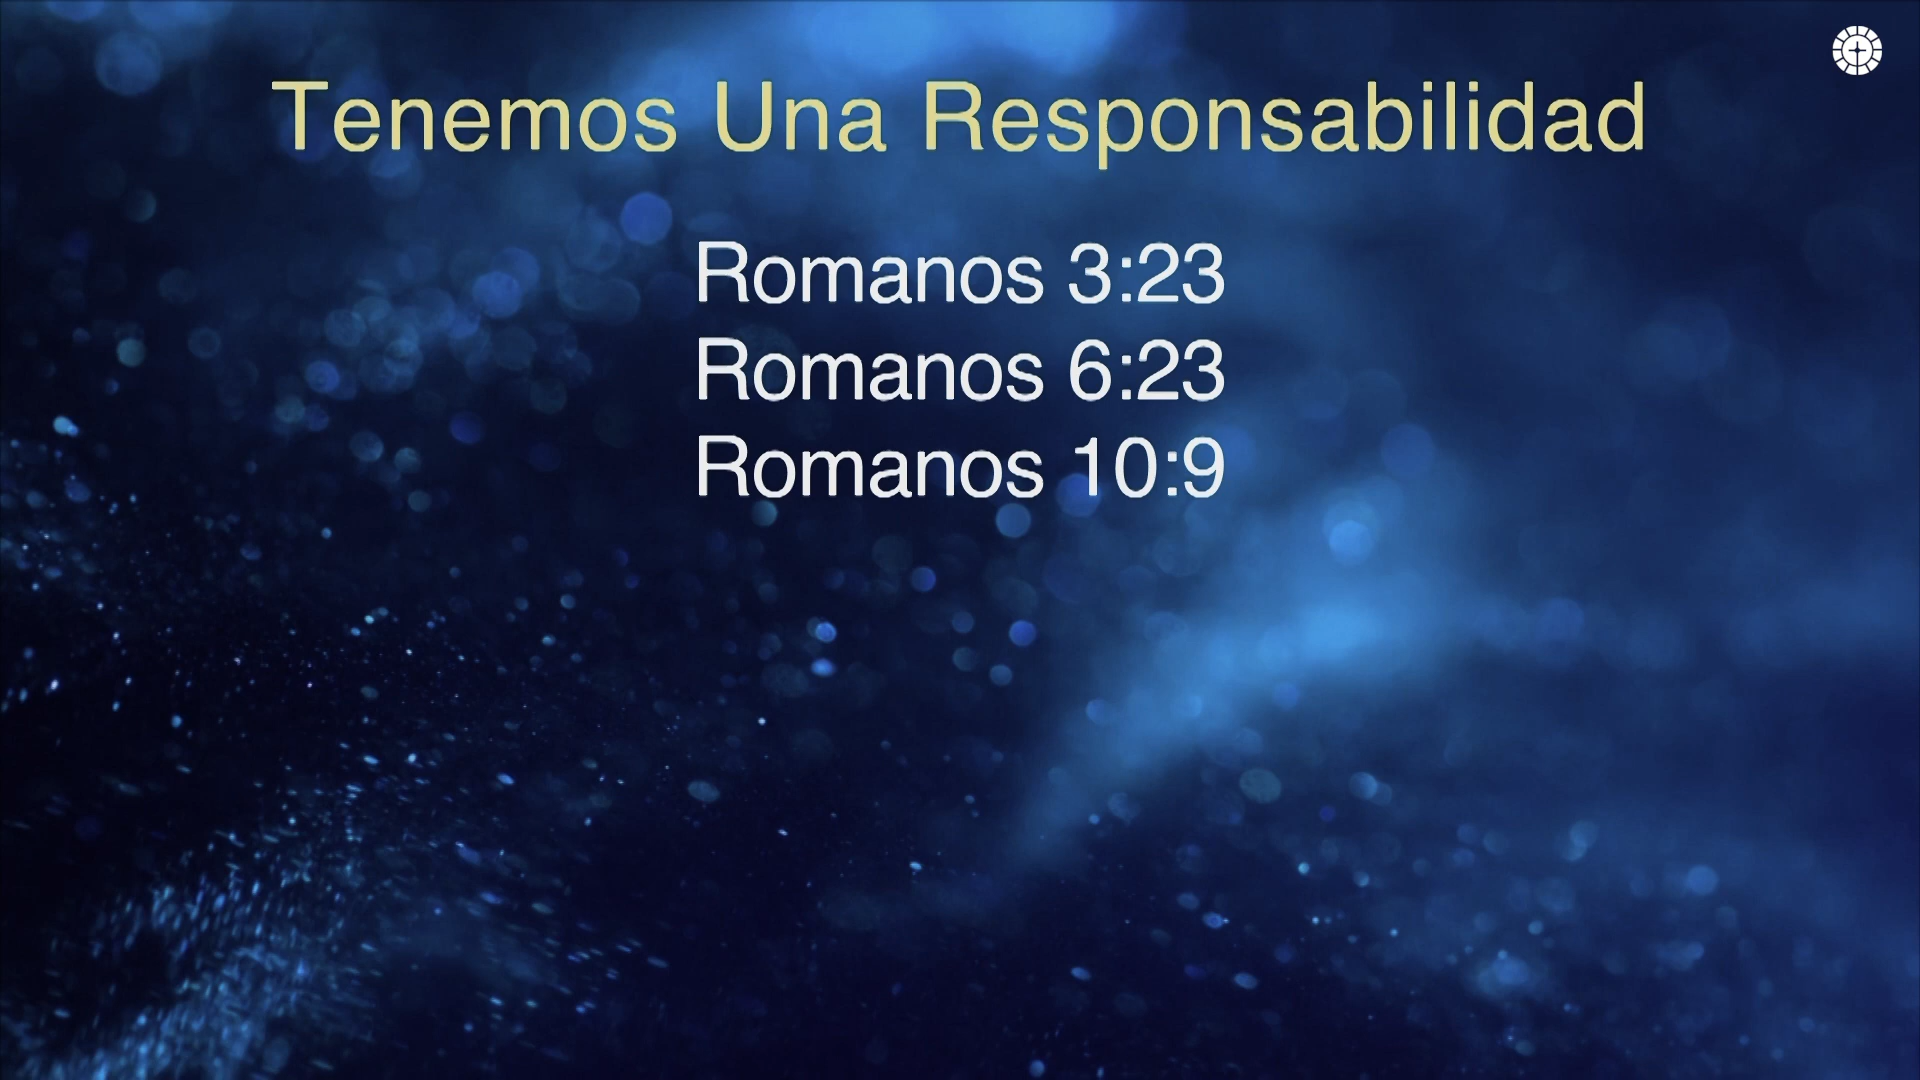 Tenemos Una Responsabilidad
Romanos 3:23
Romanos 6:23
Romanos 10:9